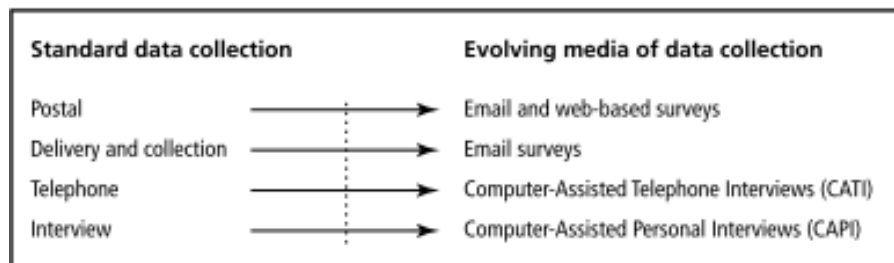 Standard data collection Evolving media of data collection
Postal Email and web-based surveys
Delivery and collection Email surveys
Telephone Computer-Assisted Telephone Interviews (CATI)
Interview Computer-Assisted Personal Interviews (CAPI)